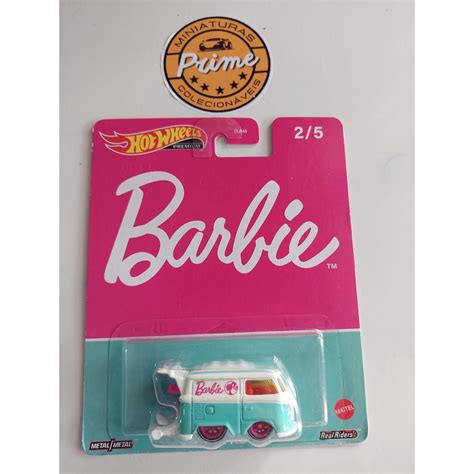 MINIATURAS
Prime
COLECIONÁVEIS
HOT WHEELS
PREMIUM
2/5
Barbie
TM
Barbie
METAL/METAL
MATTEL
Real Riders